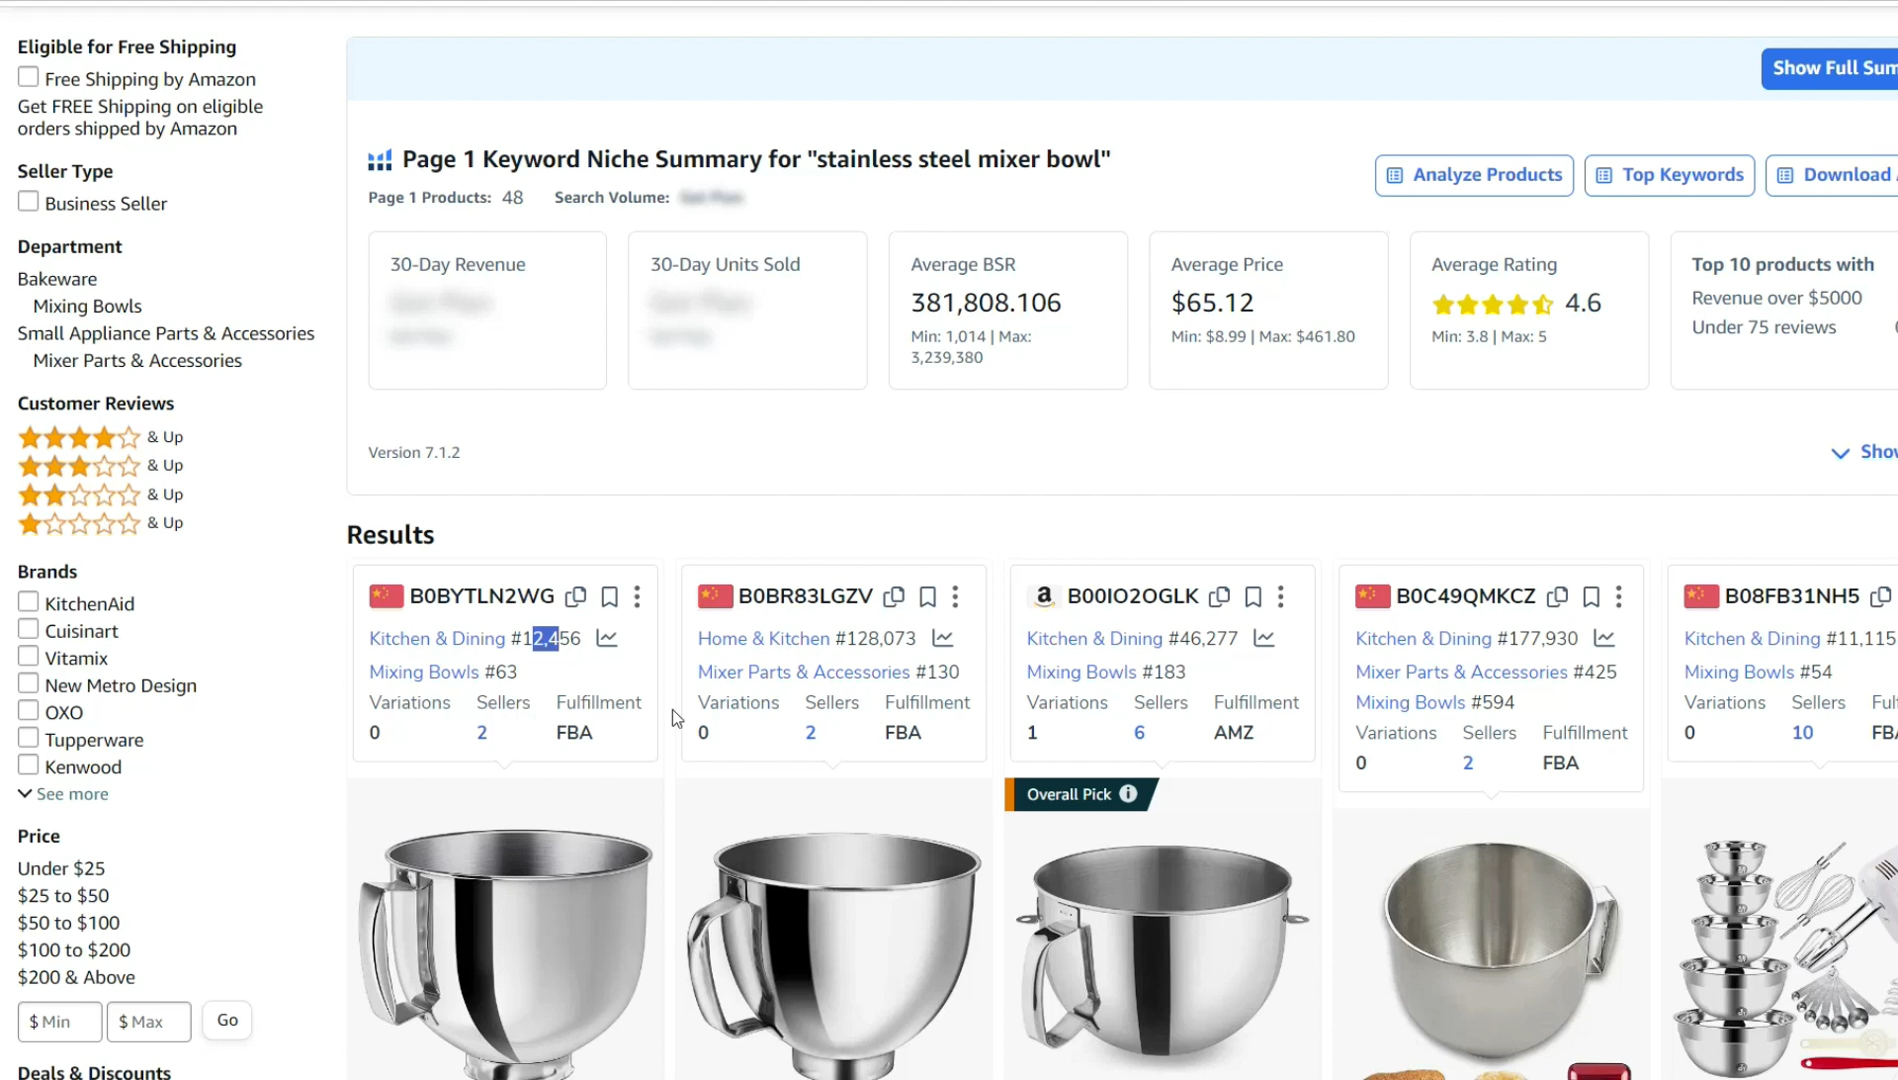 Eligible for Free Shipping
Free Shipping by Amazon
Get FREE Shipping on eligible
orders shipped by Amazon
Seller Type
Business Seller
Department
Bakeware
Mixing Bowls
Small Appliance Parts & Accessories
Mixer Parts & Accessories
Customer Reviews
& Up
& Up
& Up
& Up
Brands
KitchenAid
Cuisinart
Vitamix
New Metro Design
OXO
Tupperware
Kenwood
See more
Price
Under $25
$25 to $50
$50 to $100
$100 to $200
$200 & Above
$ Min $ Max Go
Deals & Discounts
Show Full Sum
Page 1 Keyword Niche Summary for "stainless steel mixer bowl"
Page 1 Products: 48 Search Volume:
Analyze Products Top Keywords Download
30-Day Revenue
30-Day Units Sold
Average BSR
381,808.106
Min: 1,014 | Max:
3,239,380
Average Price
$65.12
Min: $8.99 | Max: $461.80
Average Rating
4.6
Min: 3.8 | Max: 5
Top 10 products with
Revenue over $5000
Under 75 reviews
Version 7.1.2
Show
Results
B0BYTLN2WG
Kitchen & Dining #12,456
Mixing Bowls #63
Variations Sellers Fulfillment
0 2 FBA
B0BR83LGZV
Home & Kitchen #128,073
Mixer Parts & Accessories #130
Variations Sellers Fulfillment
0 2 FBA
a B00IO2OGLK
Kitchen & Dining #46,277
Mixing Bowls #183
Variations Sellers Fulfillment
1 6 AMZ
Overall Pick
B0C49QMKCZ
Kitchen & Dining #177,930
Mixer Parts & Accessories #425
Mixing Bowls #594
Variations Sellers Fulfillment
0 2 FBA
B08FB31NH5
Kitchen & Dining #11,115
Mixing Bowls #54
Variations Sellers Ful
0 10 FBA